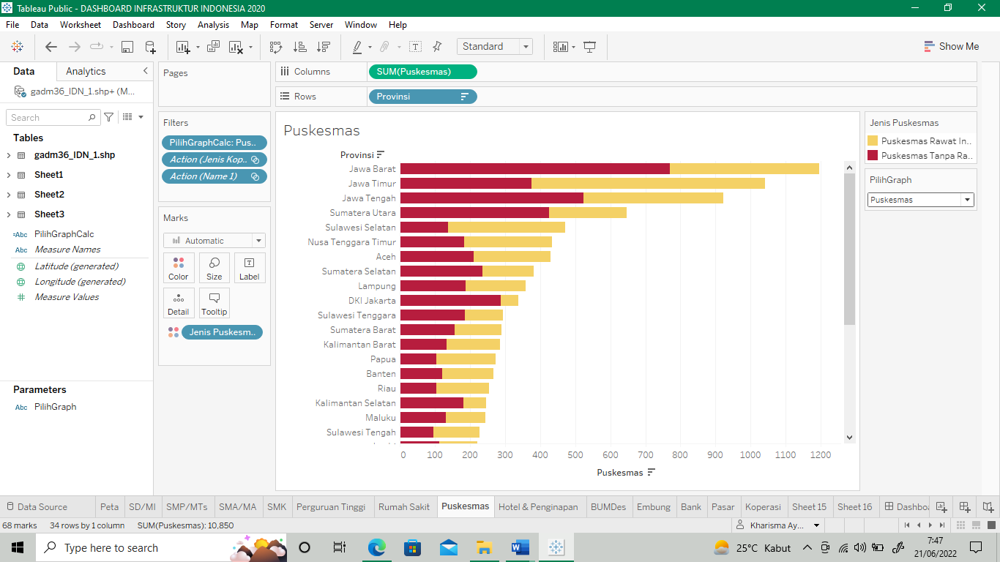 Tableau Public - DASHBOARD INFRASTRUKTUR INDONESIA 2020
File Data Worksheet Dashboard Story Analysis Map Format Server Window Help
Standard
Show Me
Data Analytics
gadm36_IDN_1.shp+ (M...
Search
Tables
gadm36_IDN_1.shp
Sheet1
Sheet2
Sheet3
=Abc PilihGraphCalc
Abc Measure Names
Latitude (generated)
Longitude (generated)
# Measure Values
Parameters
Abc PilihGraph
Pages
Filters
PilihGraphCalc: Pus..
Action (Jenis Kop..
Action (Name 1)
Marks
Automatic
Color Size Label
Detail Tooltip
Jenis Puskesm..
Columns SUM(Puskesmas)
Rows Provinsi
Puskesmas
Provinsi
Jawa Barat
Jawa Timur
Jawa Tengah
Sumatera Utara
Sulawesi Selatan
Nusa Tenggara Timur
Aceh
Sumatera Selatan
Lampung
DKI Jakarta
Sulawesi Tenggara
Sumatera Barat
Kalimantan Barat
Papua
Banten
Riau
Kalimantan Selatan
Maluku
Sulawesi Tengah
0 100 200 300 400 500 600 700 800 900 1000 1100 1200
Puskesmas
Jenis Puskesmas
Puskesmas Rawat In..
Puskesmas Tanpa Ra..
PilihGraph
Puskesmas
Data Source Peta SD/MI SMP/MTs SMA/MA SMK Perguruan Tinggi Rumah Sakit Puskesmas Hotel & Penginapan BUMDes Embung Bank Pasar Koperasi Sheet 15 Sheet 16 Dashboa
68 marks 34 rows by 1 column SUM(Puskesmas): 10,850
Kharisma Ay...
Type here to search
25°C Kabut
7:47
21/06/2022